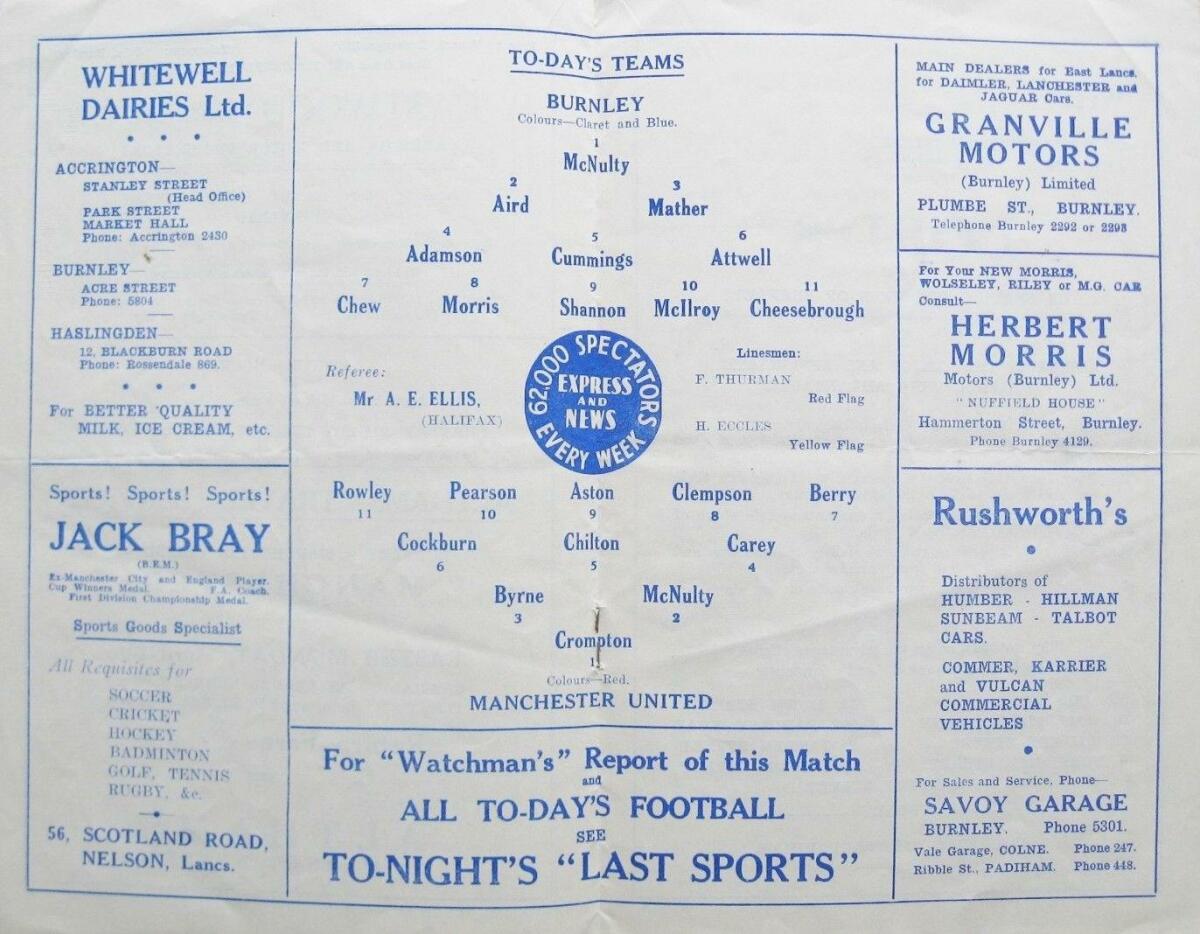 WHITEWELL
DAIRIES Ltd.
ACCRINGTON—
STANLEY STREET
(Head Office)
PARK STREET
MARKET HALL
Phone: Accrington 2430
BURNLEY—
ACRE STREET
Phone: 5804
HASLINGDEN—
12, BLACKBURN ROAD
Phone: Rossendale 869.
For BETTER QUALITY
MILK, ICE CREAM, etc.
Sports! Sports! Sports!
JACK BRAY
(B.E.M.)
Ex-Manchester City and England Player.
Cup Winners Medal. F.A. Coach.
First Division Championship Medal.
Sports Goods Specialist
All Requisites for
SOCCER
CRICKET
HOCKEY
BADMINTON
GOLF, TENNIS
RUGBY, &c.
56, SCOTLAND ROAD,
NELSON, Lancs.
TO-DAY'S TEAMS
BURNLEY
Colours—Claret and Blue.
1
McNulty
2 3
Aird Mather
4 5 6
Adamson Cummings Attwell
7 8 9 10 11
Chew Morris Shannon McIlroy Cheesebrough
Referee:
Mr A. E. ELLIS,
(HALIFAX)
62,000 SPECTATORS
EXPRESS
AND
NEWS
EVERY WEEK
Linesmen:
F. THURMAN
Red Flag
H. ECCLES
Yellow Flag
Rowley Pearson Aston Clempson Berry
11 10 9 8 7
Cockburn Chilton Carey
6 5 4
Byrne McNulty
3 2
Crompton
1
Colours—Red.
MANCHESTER UNITED
For "Watchman's" Report of this Match
and
ALL TO-DAY'S FOOTBALL
SEE
TO-NIGHT'S "LAST SPORTS"
MAIN DEALERS for East Lancs.
for DAIMLER, LANCHESTER and
JAGUAR Cars.
GRANVILLE
MOTORS
(Burnley) Limited
PLUMBE ST., BURNLEY.
Telephone Burnley 2292 or 2293
For Your NEW MORRIS,
WOLSELEY, RILEY or M.G. CAR
Consult—
HERBERT
MORRIS
Motors (Burnley) Ltd.
"NUFFIELD HOUSE"
Hammerton Street, Burnley.
Phone Burnley 4129.
Rushworth's
Distributors of
HUMBER - HILLMAN
SUNBEAM - TALBOT
CARS.
COMMER, KARRIER
and VULCAN
COMMERCIAL
VEHICLES
For Sales and Service, Phone—
SAVOY GARAGE
BURNLEY. Phone 5301.
Vale Garage, COLNE. Phone 247.
Ribble St., PADIHAM. Phone 448.